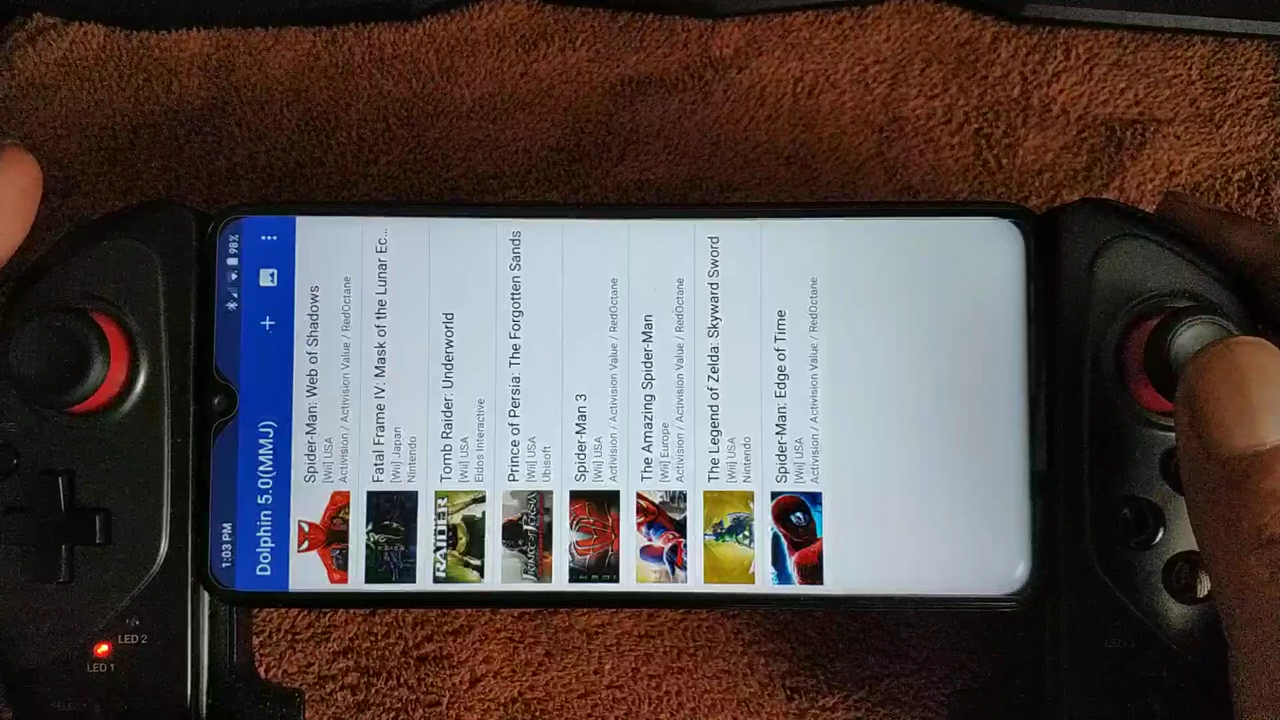 1:03 PM
98%
Dolphin 5.0(MMJ)
Spider-Man: Web of Shadows
[Wii] USA
Activision / Activision Value / RedOctane
Fatal Frame IV: Mask of the Lunar Ec...
[Wii] Japan
Nintendo
RAIDER
Tomb Raider: Underworld
[Wii] USA
Eidos Interactive
Prince of Persia: The Forgotten Sands
[Wii] USA
Ubisoft
Spider-Man 3
[Wii] USA
Activision / Activision Value / RedOctane
The Amazing Spider-Man
[Wii] Europe
Activision / Activision Value / RedOctane
The Legend of Zelda: Skyward Sword
[Wii] USA
Nintendo
Spider-Man: Edge of Time
[Wii] USA
Activision / Activision Value / RedOctane
LED 2
LED 1